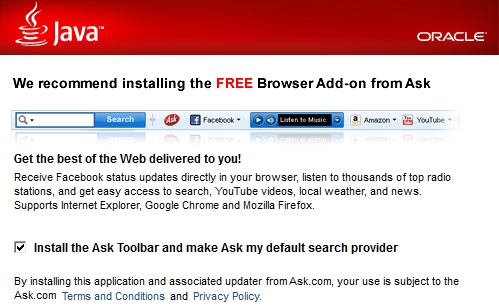 Java™
ORACLE
We recommend installing the FREE Browser Add-on from Ask
Search Ask Facebook Listen to Music Amazon YouTube
Get the best of the Web delivered to you!
Receive Facebook status updates directly in your browser, listen to thousands of top radio
stations, and get easy access to search, YouTube videos, local weather, and news.
Supports Internet Explorer, Google Chrome and Mozilla Firefox.
Install the Ask Toolbar and make Ask my default search provider
By installing this application and associated updater from Ask.com, your use is subject to the
Ask.com Terms and Conditions and Privacy Policy.